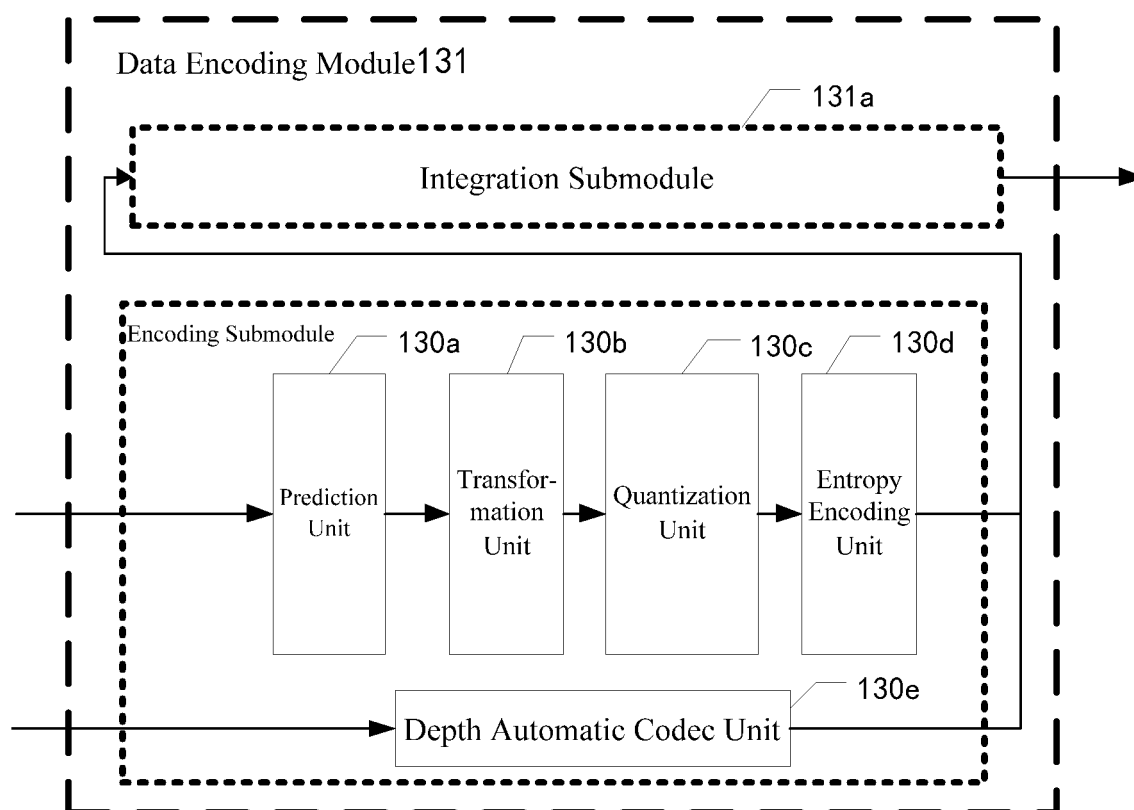 Data Encoding Module131
131a
Integration Submodule
Encoding Submodule
130a
130b
130c
130d
Prediction
Unit
Transfor-
mation
Unit
Quantization
Unit
Entropy
Encoding
Unit
130e
Depth Automatic Codec Unit